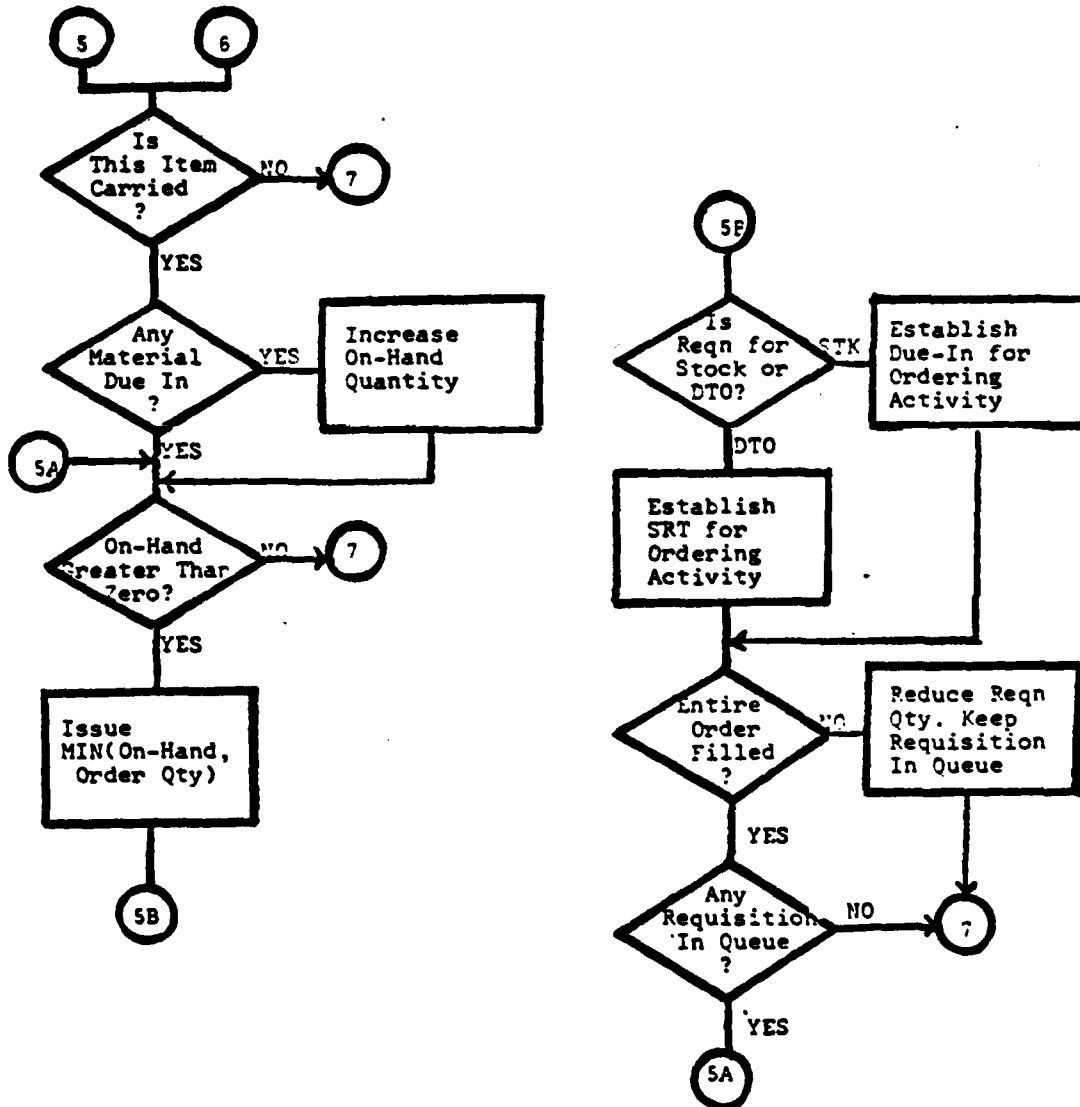 5
6
Is
This Item
Carried
?
NO
7
YES
Any
Material
Due In
?
YES
Increase
On-Hand
Quantity
YES
5A
On-Hand
Greater Than
Zero?
NO
7
YES
Issue
MIN(On-Hand,
Order Qty)
5B
5B
Is
Reqn for
Stock or
DTO?
STK
Establish
Due-In for
Ordering
Activity
DTO
Establish
SRT for
Ordering
Activity
Entire
Order
Filled
?
NO
Reduce Reqn
Qty. Keep
Requisition
In Queue
YES
Any
Requisition
In Queue
?
NO
7
YES
5A